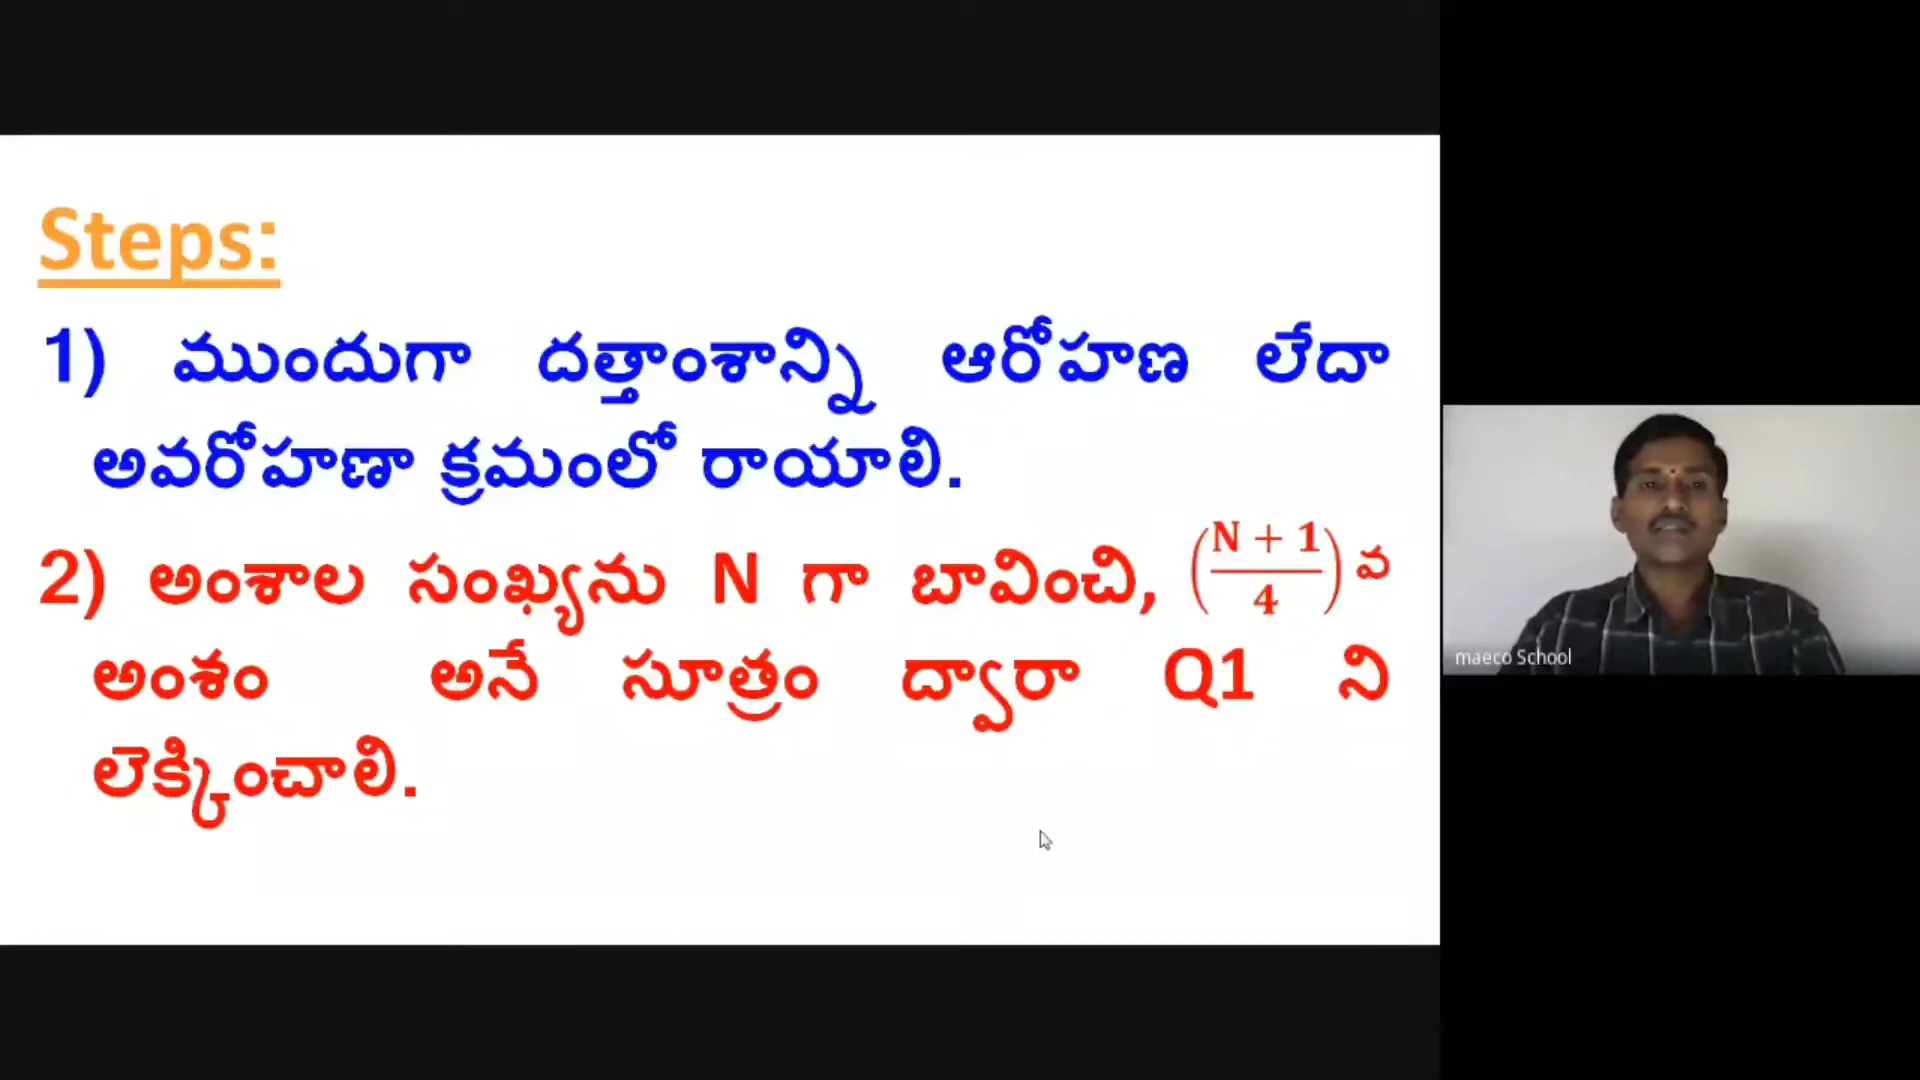 Steps:
1) ముందుగా దత్తాంశాన్ని ఆరోహణ లేదా
అవరోహణా క్రమంలో రాయాలి.
2) అంశాల సంఖ్యను N గా బావించి, ((N + 1)/4) వ
అంశం అనే సూత్రం ద్వారా Q1 ని
లెక్కించాలి.
maeco School